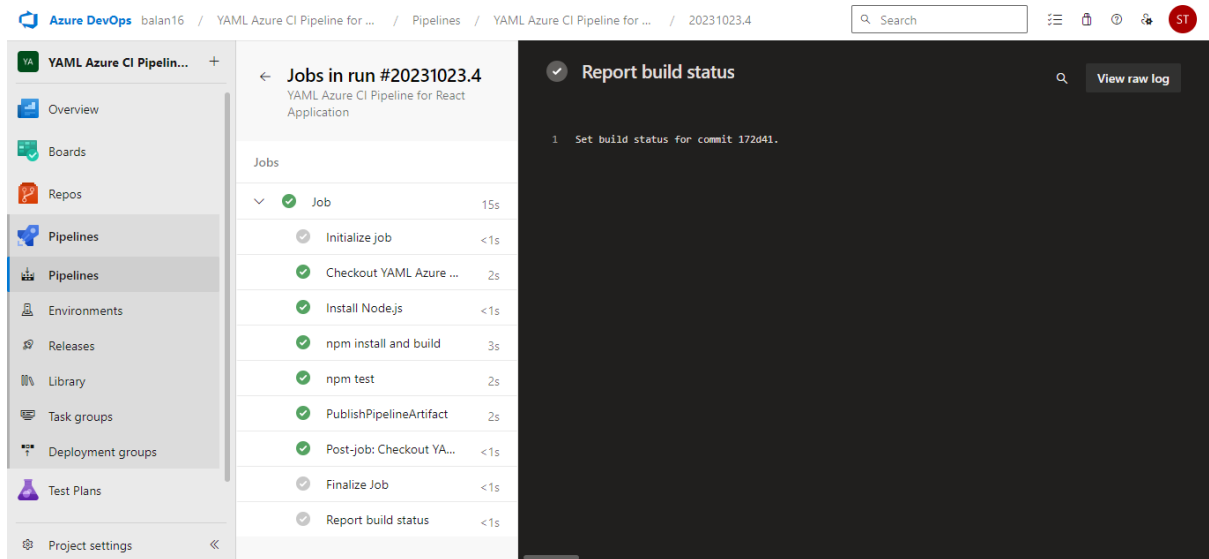 Azure DevOps balan16 / YAML Azure CI Pipeline for ... / Pipelines / YAML Azure CI Pipeline for ... / 20231023.4
Search
ST
YA YAML Azure CI Pipelin... +
Overview
Boards
Repos
Pipelines
Pipelines
Environments
Releases
Library
Task groups
Deployment groups
Test Plans
Project settings
Jobs in run #20231023.4
YAML Azure CI Pipeline for React
Application
Jobs
Job 15s
Initialize job <1s
Checkout YAML Azure ... 2s
Install Node.js <1s
npm install and build 3s
npm test 2s
PublishPipelineArtifact 2s
Post-job: Checkout YA... <1s
Finalize Job <1s
Report build status <1s
Report build status
View raw log
1 Set build status for commit 172d41.